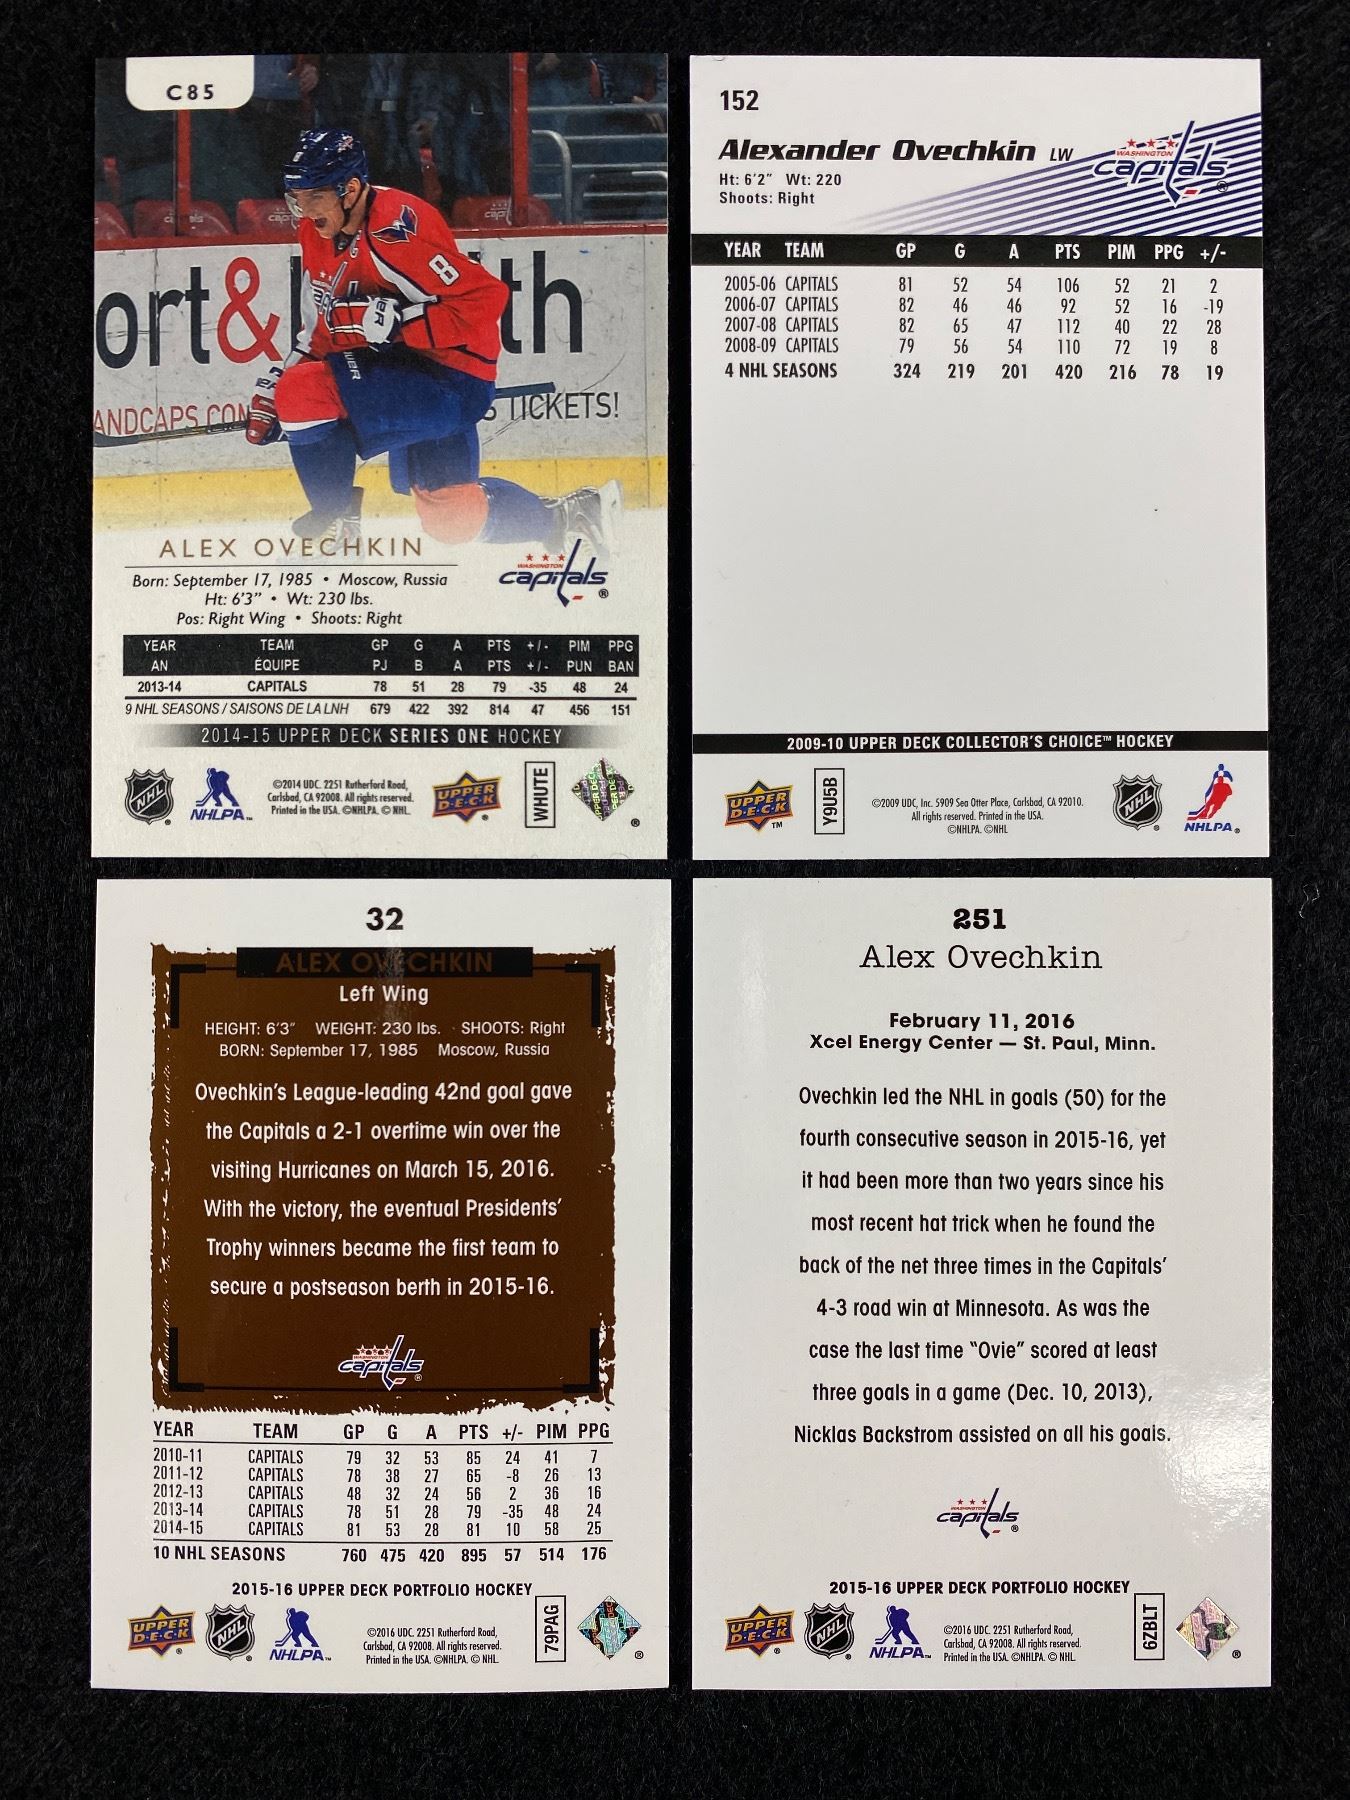 C85
8
8
ort& th
ANDCAPS.COM
S TICKETS!
ALEX OVECHKIN
WASHINGTON
capitals
Born: September 17, 1985 • Moscow, Russia
Ht: 6'3" • Wt: 230 lbs.
Pos: Right Wing • Shoots: Right
YEAR TEAM GP G A PTS +/- PIM PPG
AN ÉQUIPE PJ B A PTS +/- PUN BAN
2013-14 CAPITALS 78 51 28 79 -35 48 24
9 NHL SEASONS / SAISONS DE LA LNH 679 422 392 814 47 456 151
2014-15 UPPER DECK SERIES ONE HOCKEY
NHL
NHLPA
©2014 UDC. 2251 Rutherford Road,
Carlsbad, CA 92008. All rights reserved.
Printed in the USA. ©NHLPA. © NHL.
UPPER
DECK
WHUTE
152
Alexander Ovechkin LW
Ht: 6'2" Wt: 220
Shoots: Right
WASHINGTON
capitals
YEAR TEAM GP G A PTS PIM PPG +/-
2005-06 CAPITALS 81 52 54 106 52 21 2
2006-07 CAPITALS 82 46 46 92 52 16 -19
2007-08 CAPITALS 82 65 47 112 40 22 28
2008-09 CAPITALS 79 56 54 110 72 19 8
4 NHL SEASONS 324 219 201 420 216 78 19
2009-10 UPPER DECK COLLECTOR'S CHOICE™ HOCKEY
UPPER
DECK
Y9U5B
©2009 UDC, Inc. 5909 Sea Otter Place, Carlsbad, CA 92010.
All rights reserved. Printed in the USA.
©NHLPA. ©NHL
NHL
NHLPA
32
ALEX OVECHKIN
Left Wing
HEIGHT: 6'3" WEIGHT: 230 lbs. SHOOTS: Right
BORN: September 17, 1985 Moscow, Russia
Ovechkin's League-leading 42nd goal gave
the Capitals a 2-1 overtime win over the
visiting Hurricanes on March 15, 2016.
With the victory, the eventual Presidents'
Trophy winners became the first team to
secure a postseason berth in 2015-16.
WASHINGTON
capitals
YEAR TEAM GP G A PTS +/- PIM PPG
2010-11 CAPITALS 79 32 53 85 24 41 7
2011-12 CAPITALS 78 38 27 65 -8 26 13
2012-13 CAPITALS 48 32 24 56 2 36 16
2013-14 CAPITALS 78 51 28 79 -35 48 24
2014-15 CAPITALS 81 53 28 81 10 58 25
10 NHL SEASONS 760 475 420 895 57 514 176
2015-16 UPPER DECK PORTFOLIO HOCKEY
UPPER
DECK
NHL
NHLPA
©2016 UDC. 2251 Rutherford Road,
Carlsbad, CA 92008. All rights reserved.
Printed in the USA. ©NHLPA. © NHL.
79PAG
251
Alex Ovechkin
February 11, 2016
Xcel Energy Center — St. Paul, Minn.
Ovechkin led the NHL in goals (50) for the
fourth consecutive season in 2015-16, yet
it had been more than two years since his
most recent hat trick when he found the
back of the net three times in the Capitals'
4-3 road win at Minnesota. As was the
case the last time "Ovie" scored at least
three goals in a game (Dec. 10, 2013),
Nicklas Backstrom assisted on all his goals.
WASHINGTON
capitals
2015-16 UPPER DECK PORTFOLIO HOCKEY
UPPER
DECK
NHL
NHLPA
©2016 UDC. 2251 Rutherford Road,
Carlsbad, CA 92008. All rights reserved.
Printed in the USA. ©NHLPA. © NHL.
6ZBLT